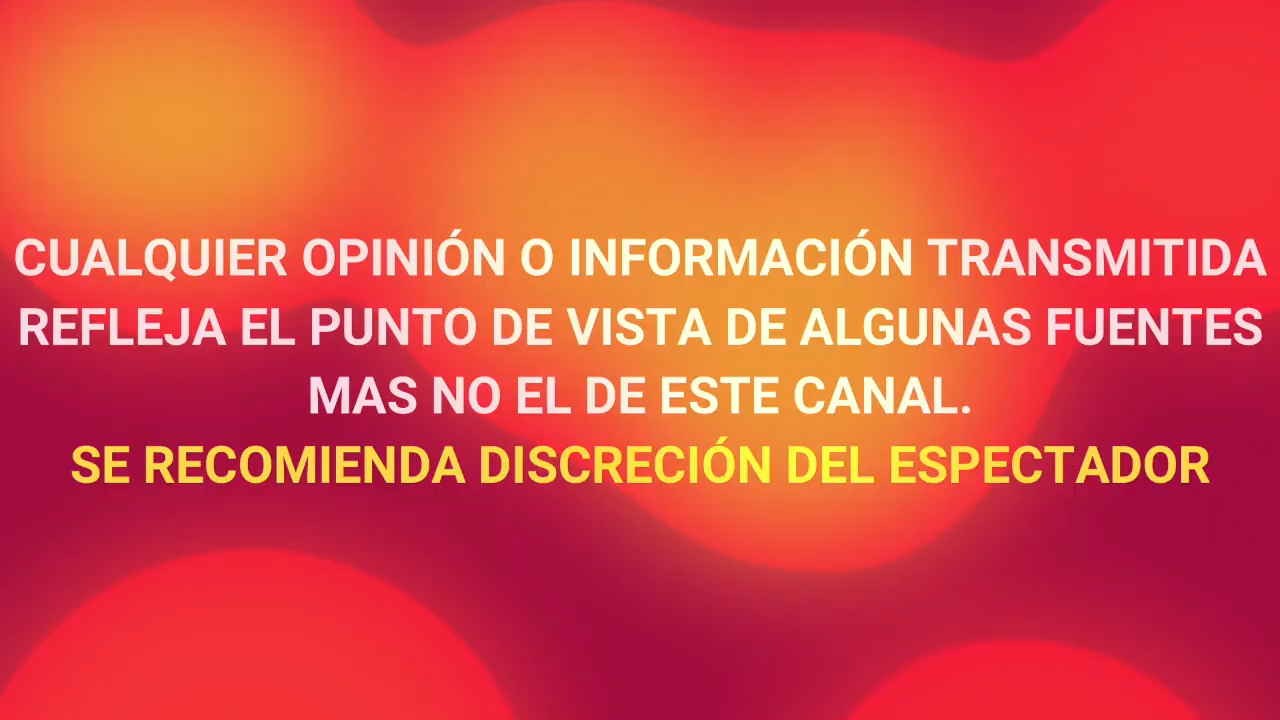 CUALQUIER OPINIÓN O INFORMACIÓN TRANSMITIDA
REFLEJA EL PUNTO DE VISTA DE ALGUNAS FUENTES
MAS NO EL DE ESTE CANAL.
SE RECOMIENDA DISCRECIÓN DEL ESPECTADOR